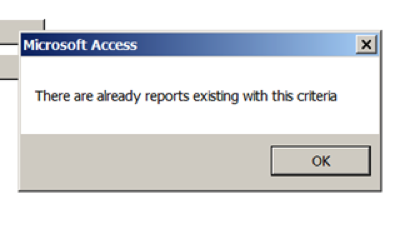 Microsoft Access
There are already reports existing with this criteria
OK